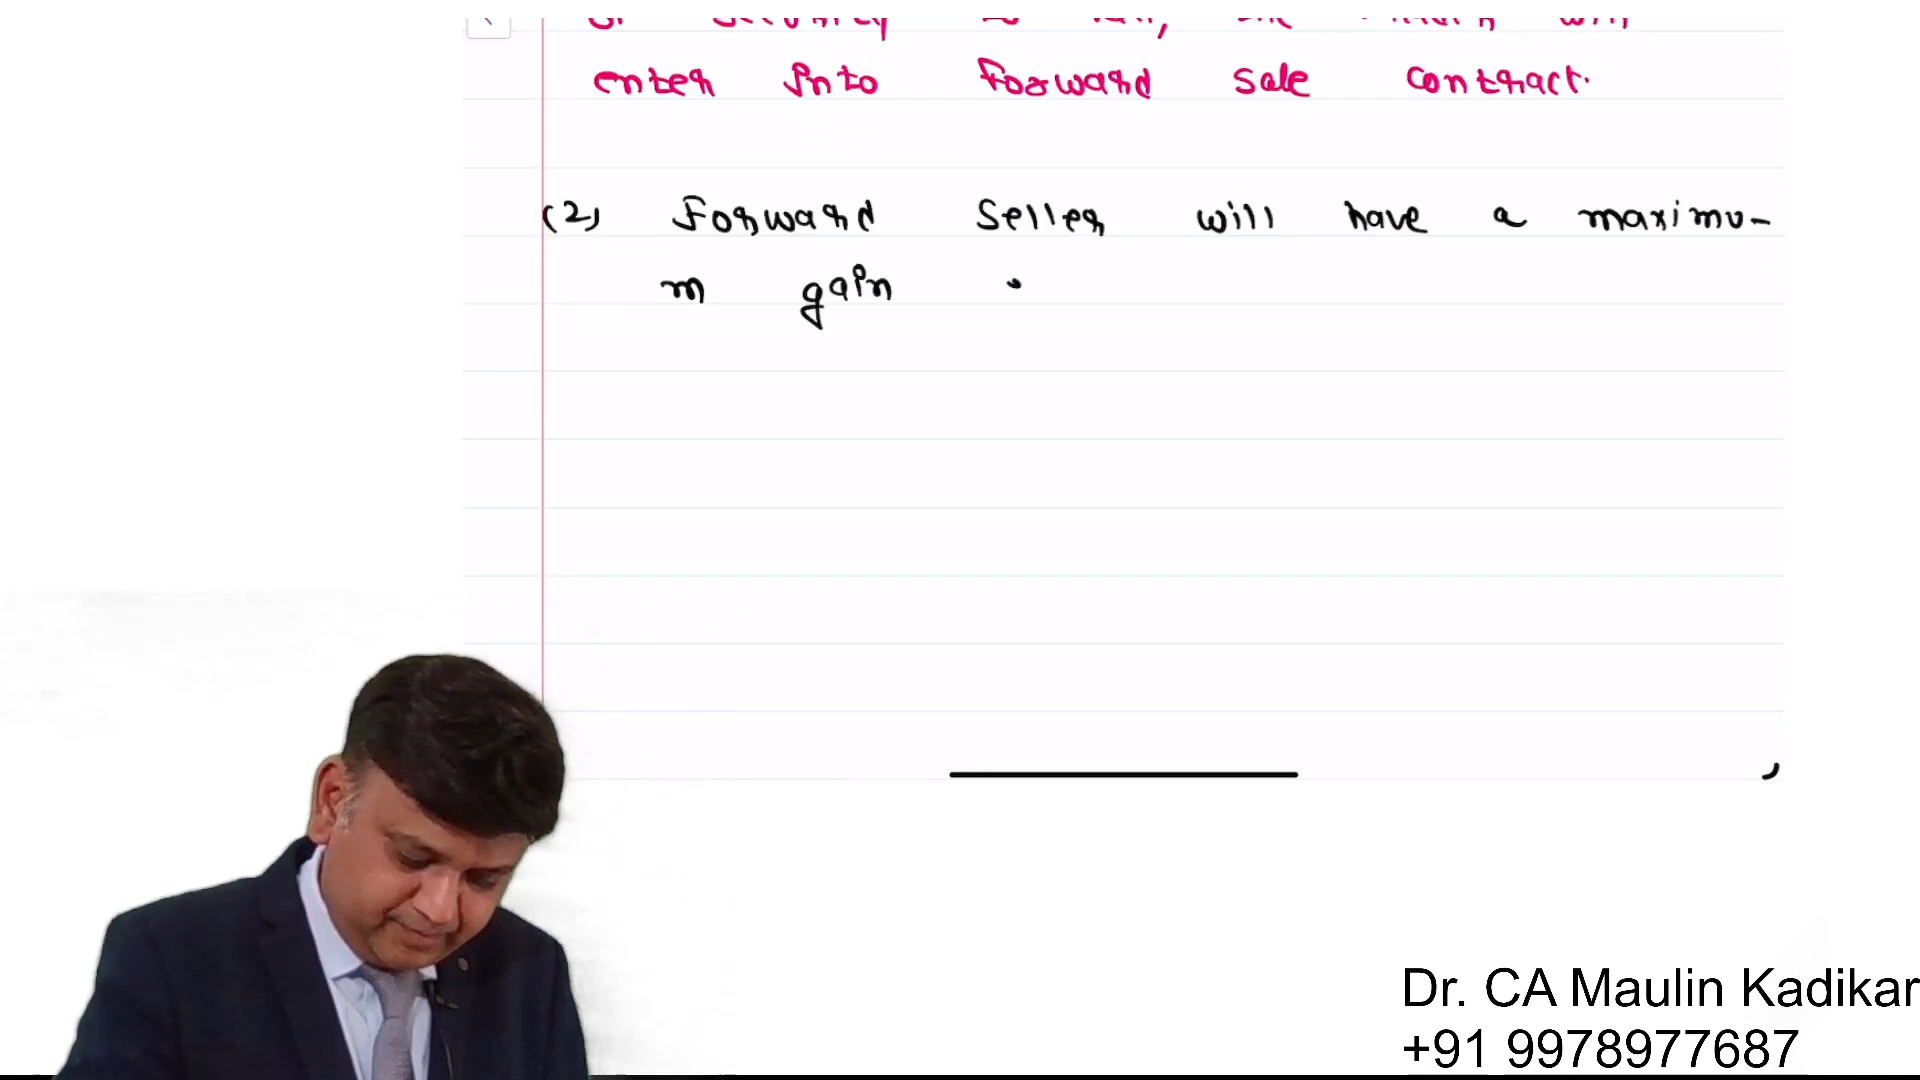 enter into forward sale contract.
(2) Forward Seller will have a maximu-
m gain
Dr. CA Maulin Kadikar
+91 9978977687